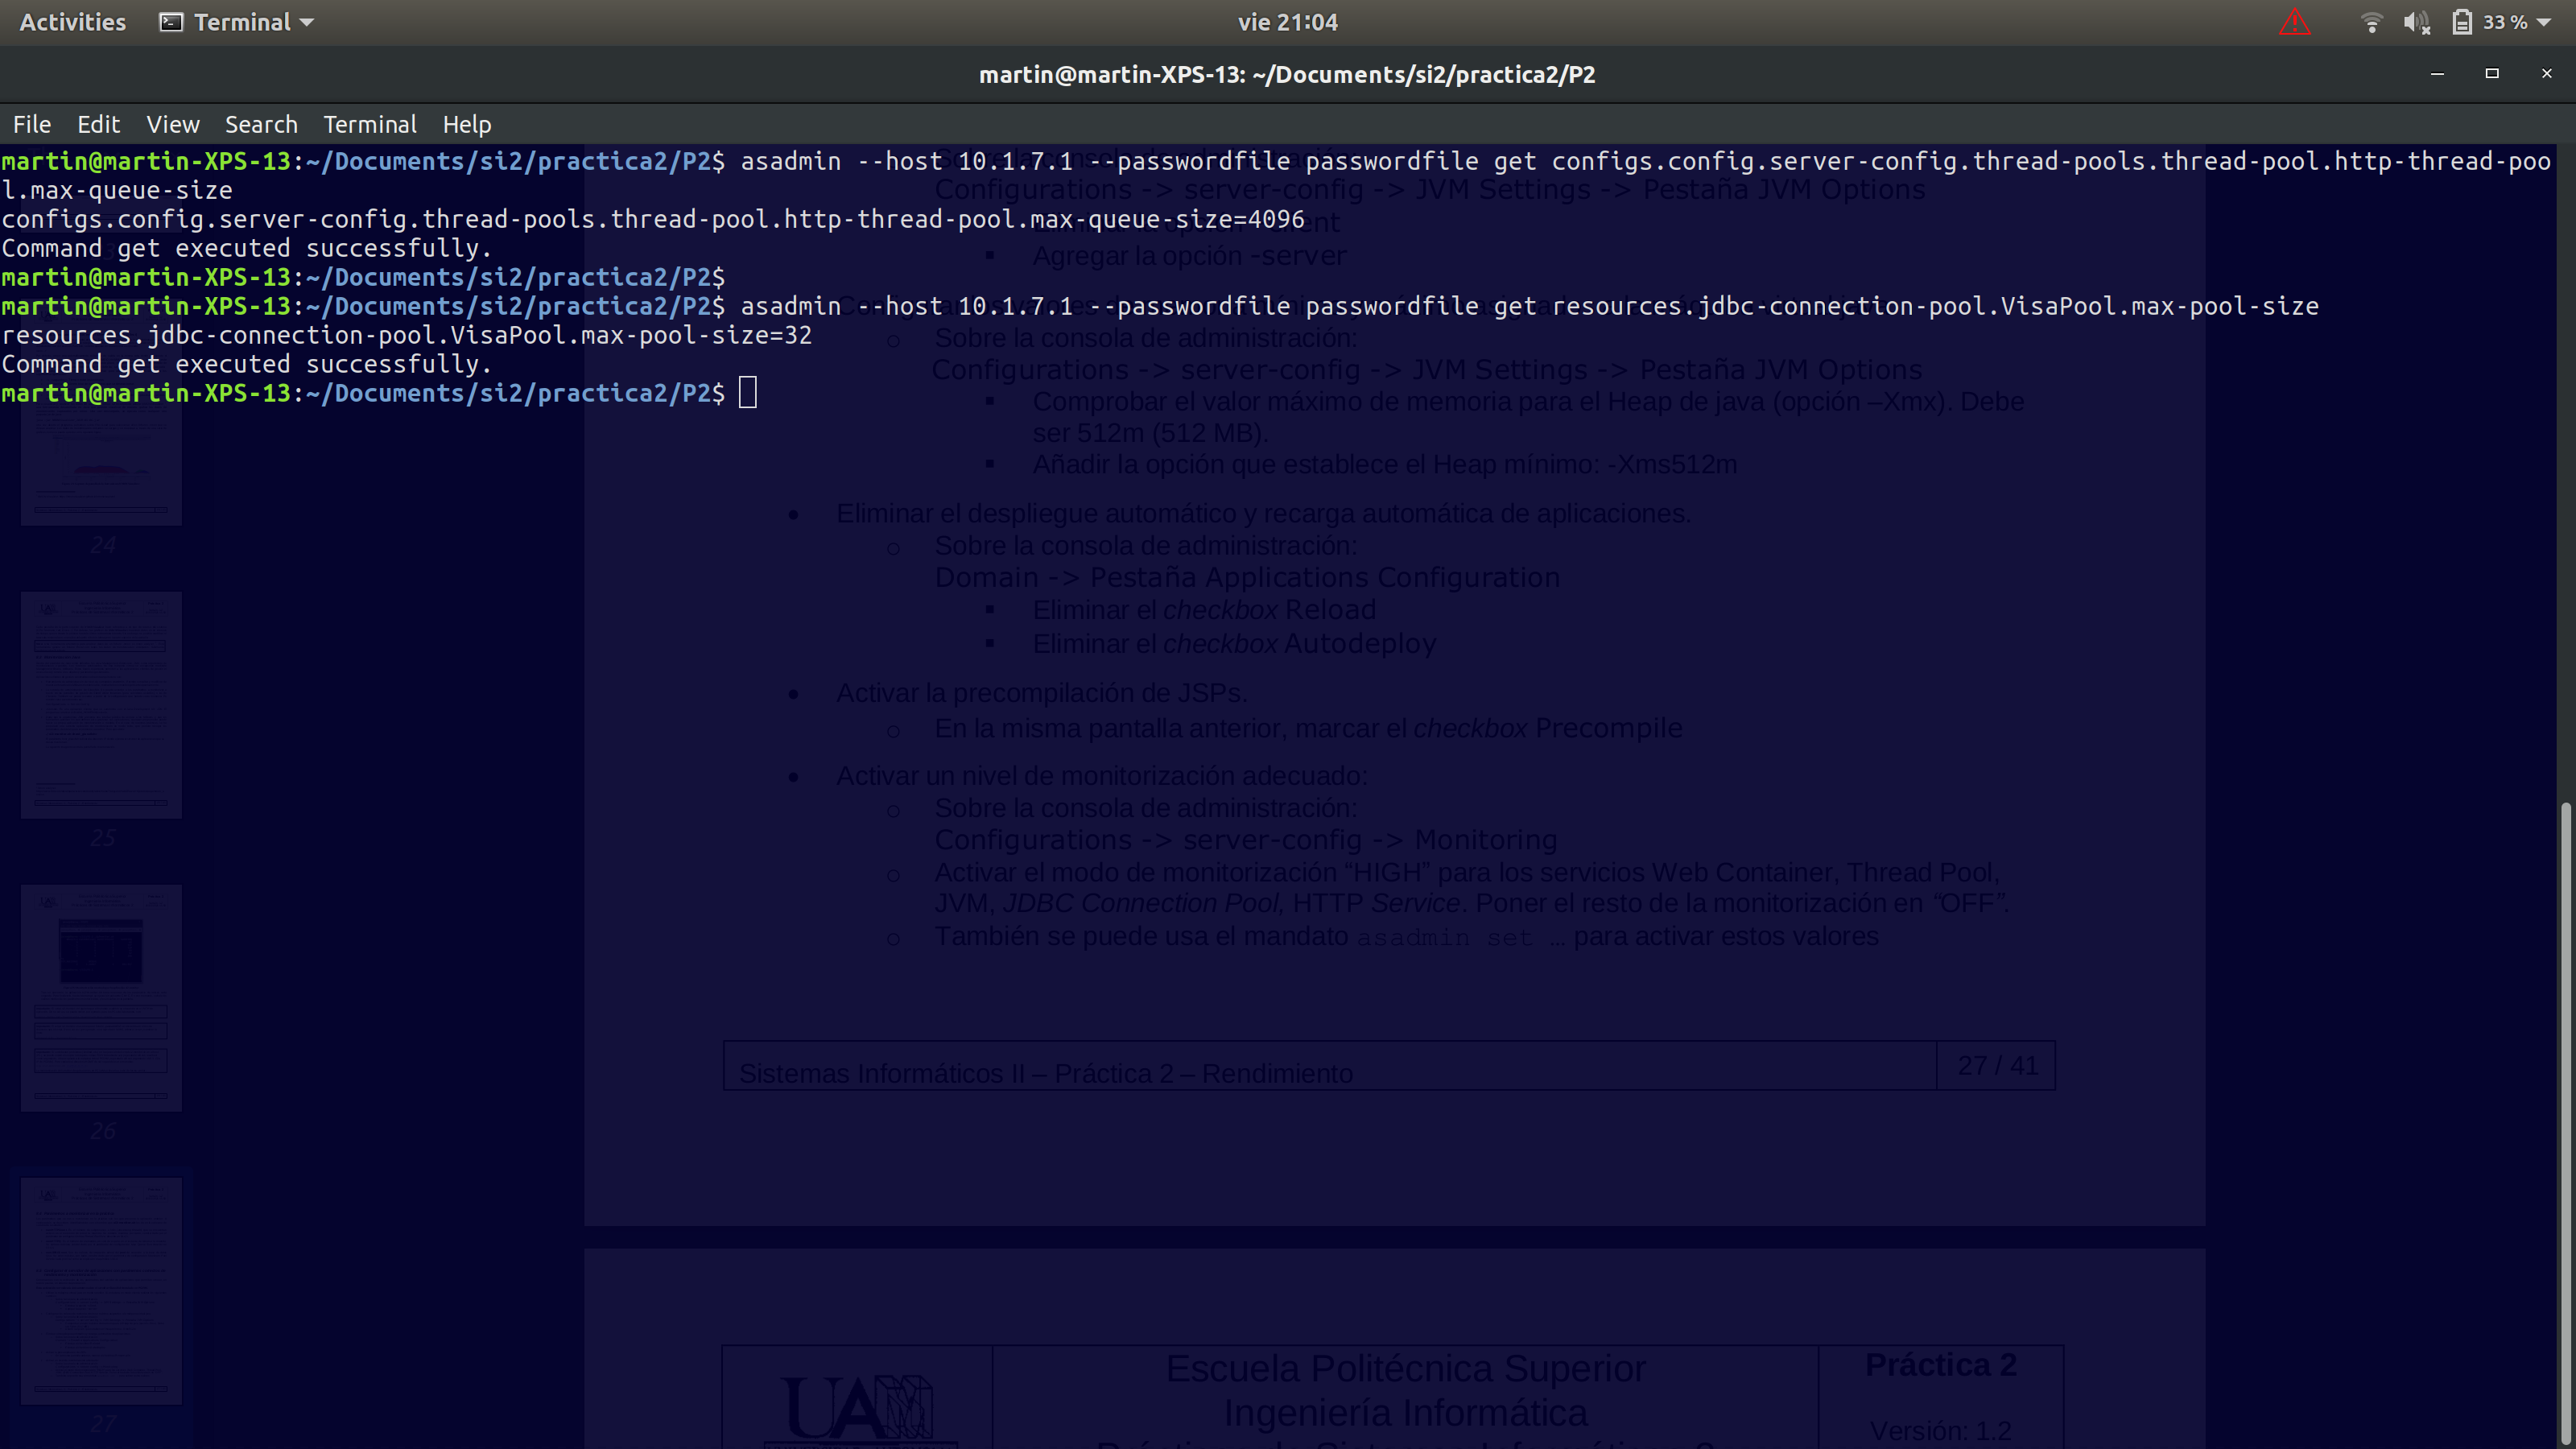 Activities Terminal vie 21:04 33 %
martin@martin-XPS-13: ~/Documents/si2/practica2/P2
File Edit View Search Terminal Help
martin@martin-XPS-13:~/Documents/si2/practica2/P2$ asadmin --host 10.1.7.1 --passwordfile passwordfile get configs.config.server-config.thread-pools.thread-pool.http-thread-poo
l.max-queue-size
configs.config.server-config.thread-pools.thread-pool.http-thread-pool.max-queue-size=4096
Command get executed successfully.
martin@martin-XPS-13:~/Documents/si2/practica2/P2$
martin@martin-XPS-13:~/Documents/si2/practica2/P2$ asadmin --host 10.1.7.1 --passwordfile passwordfile get resources.jdbc-connection-pool.VisaPool.max-pool-size
resources.jdbc-connection-pool.VisaPool.max-pool-size=32
Command get executed successfully.
martin@martin-XPS-13:~/Documents/si2/practica2/P2$
Sobre la consola de administración:
Configurations -> server-config -> JVM Settings -> Pestaña JVM Options
▪ Agregar la opción -server
o Sobre la consola de administración:
Configurations -> server-config -> JVM Settings -> Pestaña JVM Options
▪ Comprobar el valor máximo de memoria para el Heap de java (opción –Xmx). Debe
ser 512m (512 MB).
▪ Añadir la opción que establece el Heap mínimo: -Xms512m
● Eliminar el despliegue automático y recarga automática de aplicaciones.
o Sobre la consola de administración:
Domain -> Pestaña Applications Configuration
▪ Eliminar el checkbox Reload
▪ Eliminar el checkbox Autodeploy
● Activar la precompilación de JSPs.
o En la misma pantalla anterior, marcar el checkbox Precompile
● Activar un nivel de monitorización adecuado:
o Sobre la consola de administración:
Configurations -> server-config -> Monitoring
o Activar el modo de monitorización “HIGH” para los servicios Web Container, Thread Pool,
JVM, JDBC Connection Pool, HTTP Service. Poner el resto de la monitorización en “OFF”.
o También se puede usa el mandato asadmin set … para activar estos valores
Sistemas Informáticos II – Práctica 2 – Rendimiento 27 / 41
24
25
26
27
UAM
Escuela Politécnica Superior
Ingeniería Informática
Práctica 2
Versión: 1.2